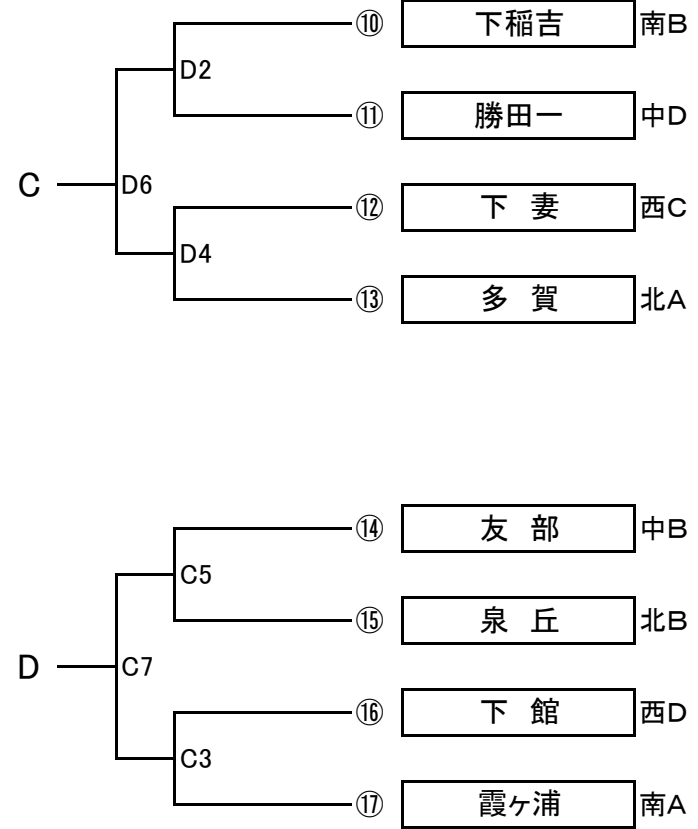 ⑩ 下稲吉 南B
D2
⑪ 勝田一 中D
C D6
⑫ 下 妻 西C
D4
⑬ 多 賀 北A
⑭ 友 部 中B
C5
⑮ 泉 丘 北B
D C7
⑯ 下 館 西D
C3
⑰ 霞ヶ浦 南A